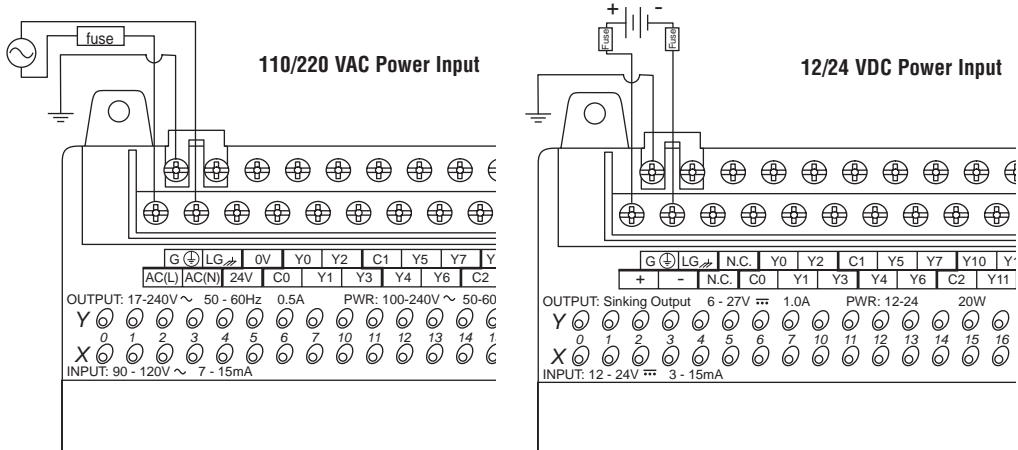 fuse
110/220 VAC Power Input
G LG 0V Y0 Y2 C1 Y5 Y7
AC(L) AC(N) 24V C0 Y1 Y3 Y4 Y6 C2
OUTPUT: 17-240V ~ 50 - 60Hz 0.5A PWR: 100-240V ~ 50-60
Y
0 1 2 3 4 5 6 7 10 11 12 13 14
X
INPUT: 90 - 120V ~ 7 - 15mA
+ -
Fuse Fuse
12/24 VDC Power Input
G LG N.C. Y0 Y2 C1 Y5 Y7 Y10
+ - N.C. C0 Y1 Y3 Y4 Y6 C2 Y11
OUTPUT: Sinking Output 6 - 27V ⎓ 1.0A PWR: 12-24 20W
Y
0 1 2 3 4 5 6 7 10 11 12 13 14 15 16
X
INPUT: 12 - 24V ⎓ 3 - 15mA